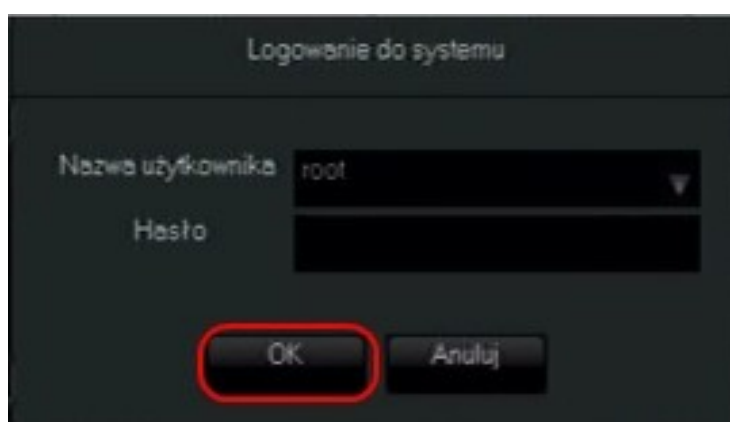 Logowanie do systemu
Nazwa użytkownika root
Hasło
OK Anuluj